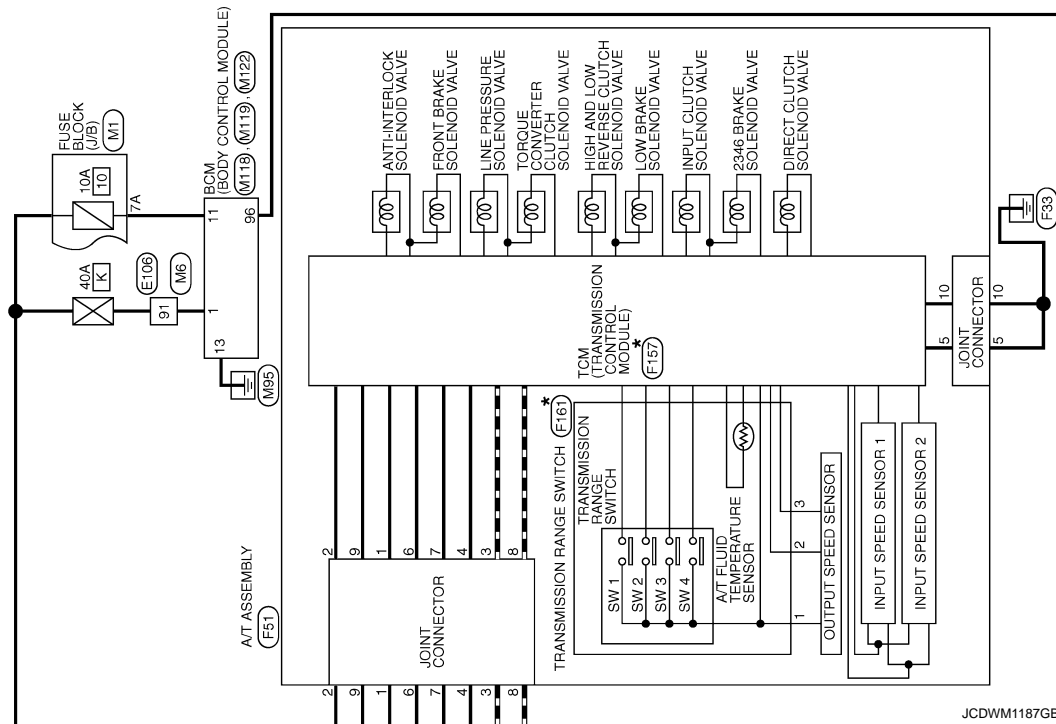 FUSE
BLOCK
(J/B)
M1
10A
10
7A
40A
K
E106
M6
91
BCM
(BODY CONTROL MODULE)
M118 , M119 , M122
11
96
1
13
M95
ANTI-INTERLOCK
SOLENOID VALVE
FRONT BRAKE
SOLENOID VALVE
LINE PRESSURE
SOLENOID VALVE
TORQUE
CONVERTER
CLUTCH
SOLENOID VALVE
HIGH AND LOW
REVERSE CLUTCH
SOLENOID VALVE
LOW BRAKE
SOLENOID VALVE
INPUT CLUTCH
SOLENOID VALVE
2346 BRAKE
SOLENOID VALVE
DIRECT CLUTCH
SOLENOID VALVE
TCM
(TRANSMISSION
CONTROL
MODULE)
*
F157
10
5
JOINT
CONNECTOR
10
5
F33
A/T ASSEMBLY
F51
2
9
1
6
7
4
3
8
JOINT
CONNECTOR
2
9
1
6
7
4
3
8
TRANSMISSION RANGE SWITCH
*
F161
TRANSMISSION
RANGE
SWITCH
SW 1
SW 2
SW 3
SW 4
A/T FLUID
TEMPERATURE
SENSOR
1
2
3
OUTPUT SPEED SENSOR
INPUT SPEED SENSOR 1
INPUT SPEED SENSOR 2
JCDWM1187GE